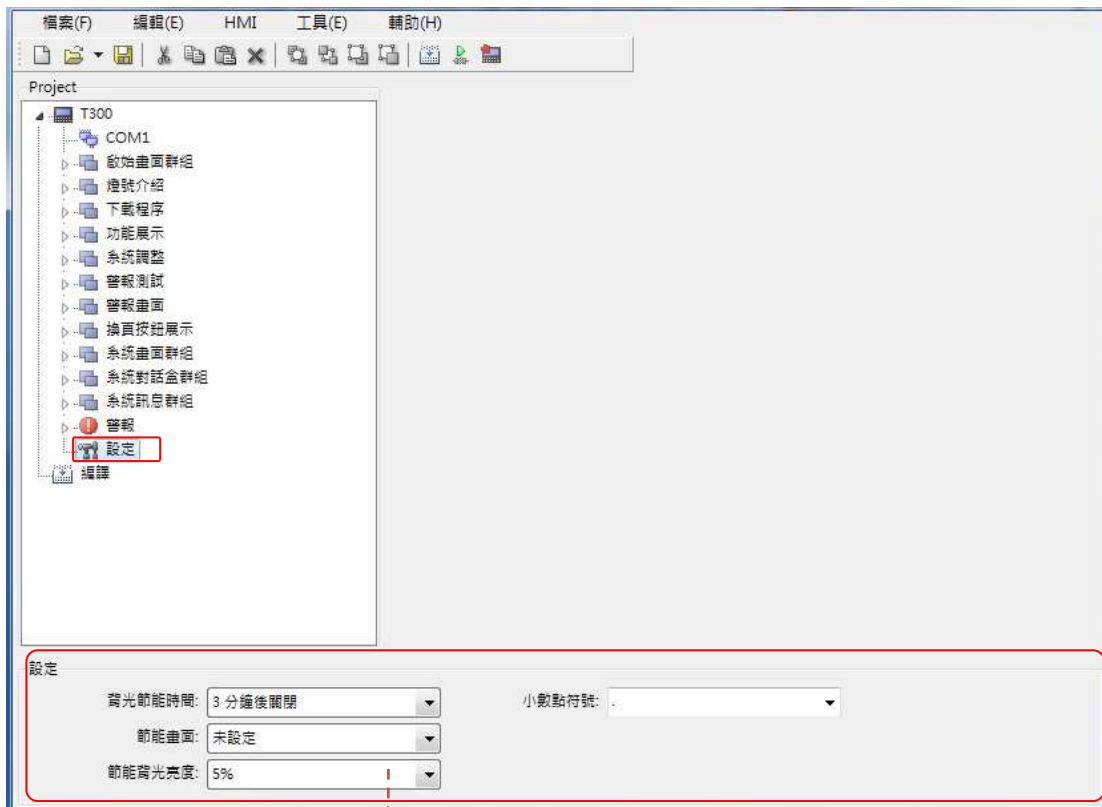 檔案(F) 編輯(E) HMI 工具(E) 輔助(H)
Project
T300
COM1
啟始畫面群組
燈號介紹
下載程序
功能展示
系統調整
警報測試
警報畫面
換頁按鈕展示
系統畫面群組
系統對話盒群組
系統訊息群組
警報
設定
編譯
設定
背光節能時間: 3 分鐘後關閉 小數點符號: .
節能畫面: 未設定
節能背光亮度: 5%